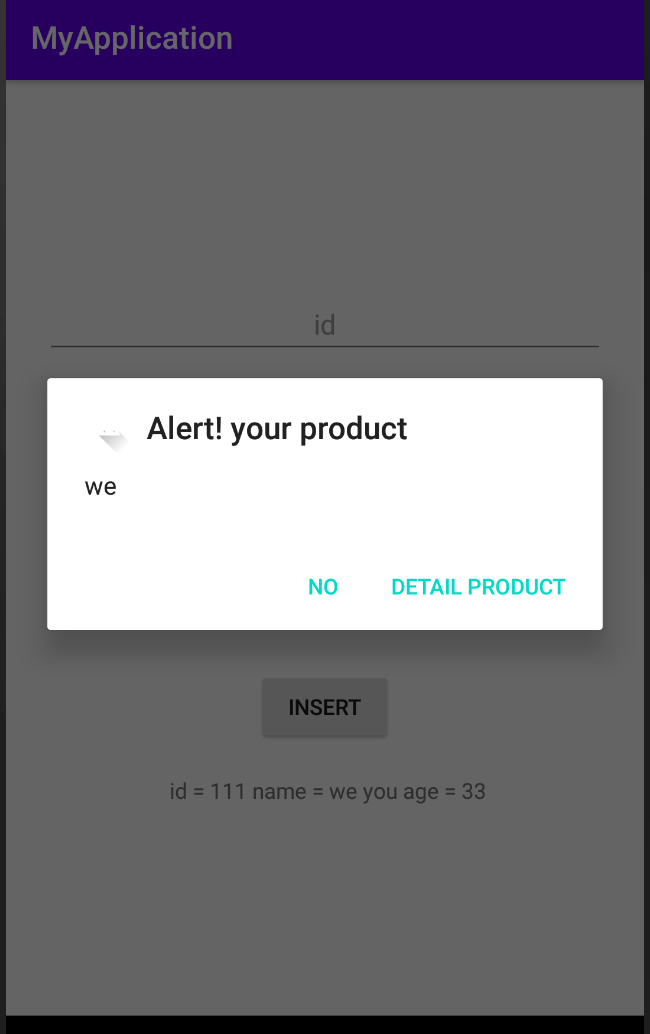 MyApplication
id
Alert! your product
we
NO DETAIL PRODUCT
INSERT
id = 111 name = we you age = 33